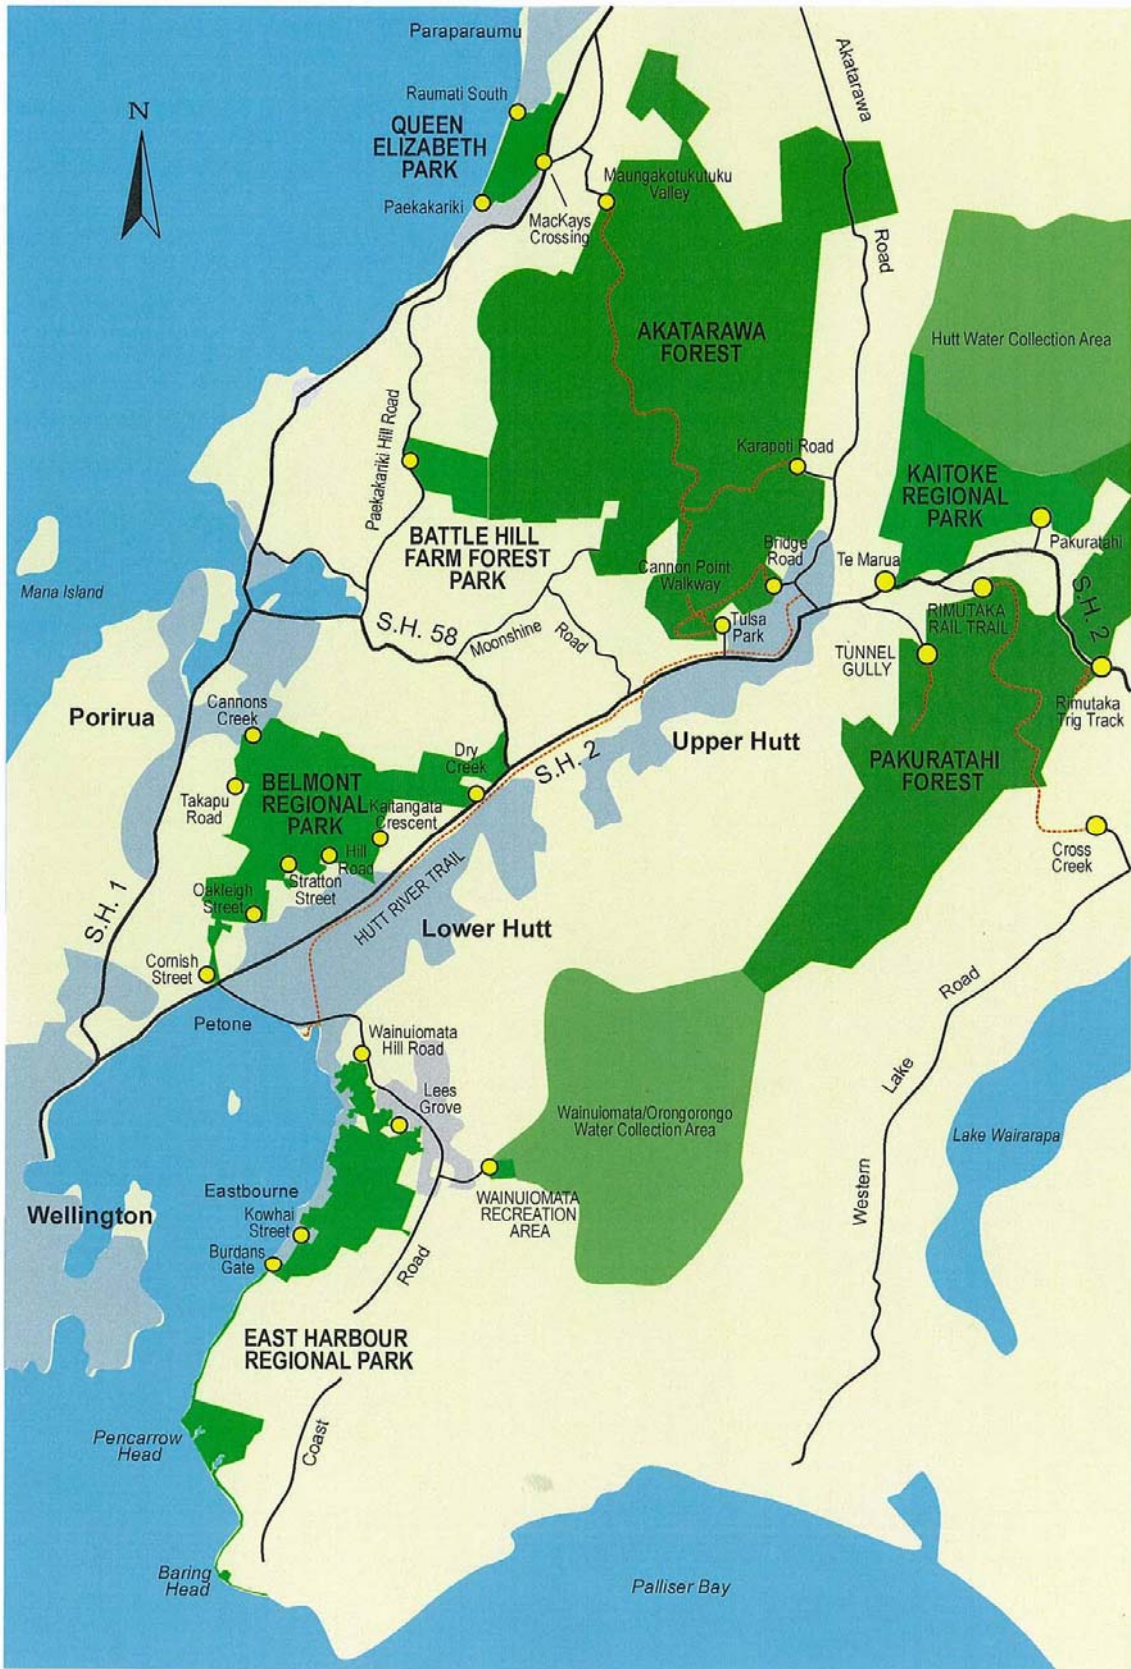 Paraparaumu
N
Raumati South
QUEEN
ELIZABETH
PARK
Akatarawa
Road
Maungakotukutuku
Valley
Paekakariki
MacKays
Crossing
AKATARAWA
FOREST
Hutt Water Collection Area
Paekakariki Hill Road
Karapoti Road
KAITOKE
REGIONAL
PARK
Pakuratahi
BATTLE HILL
FARM FOREST
PARK
Bridge
Road
Te Marua
Cannon Point
Walkway
S.H. 2
Mana Island
RIMUTAKA
RAIL TRAIL
S.H. 58
Moonshine
Road
Tulsa
Park
TUNNEL
GULLY
Rimutaka
Trig Track
Cannons
Creek
Porirua
Dry
Creek
Upper Hutt
S.H. 2
PAKURATAHI
FOREST
BELMONT
REGIONAL
PARK
Takapu
Road
Kaitangata
Crescent
Hill
Road
Stratton
Street
Cross
Creek
Oakleigh
Street
S.H. 1
HUTT RIVER TRAIL
Lower Hutt
Cornish
Street
Petone
Road
Lake
Western
Wainuiomata
Hill Road
Lees
Grove
Wainuiomata/Orongorongo
Water Collection Area
Lake Wairarapa
WAINUIOMATA
RECREATION
AREA
Eastbourne
Wellington
Kowhai
Street
Burdans
Gate
Road
EAST HARBOUR
REGIONAL PARK
Coast
Pencarrow
Head
Baring
Head
Palliser Bay